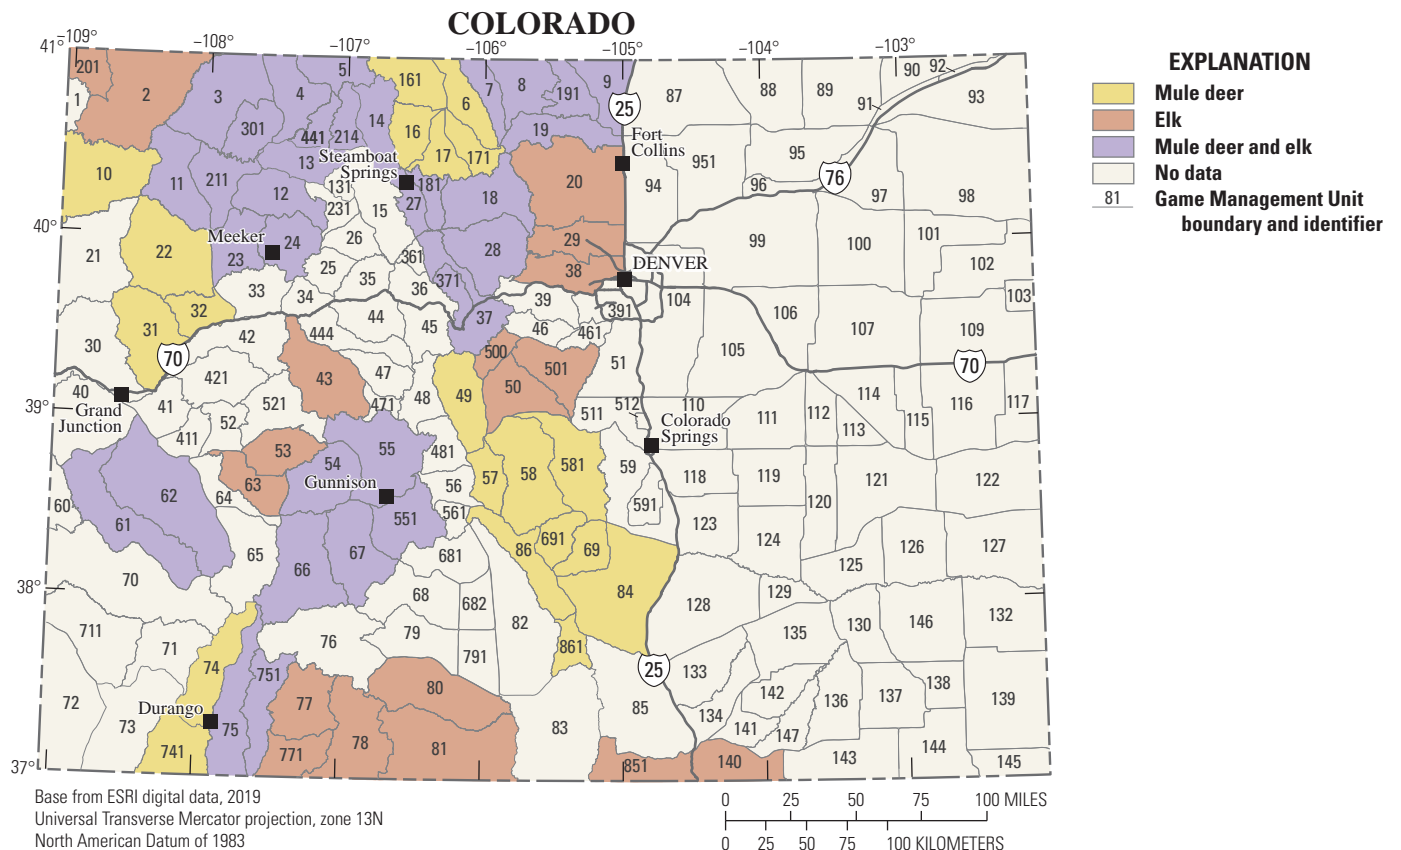 COLORADO
–109° –108° –107° –106° –105° –104° –103°
41°
201 2 1 3 4 5 161 6 7 8 191 9 87 88 89 90 92 91 93
301 441 214 14 16 17 171 19
25
Fort
Collins
Steamboat
Springs
10 11 211 13 12 131 231 15 181 27 18 20 94 951 95 96 97 98
76
40°
21 22 Meeker 23 24 26 25 361 371 28 29 38 DENVER 99 100 101 102 103
33 34 35 36 37 39 391 104 106 107 109
30 31 32 42 444 44 45 46 461 51 105
70
70
40 421 43 47 500 501 50 49 48 471 521
39°
Grand
Junction
41 411 52 511 512 110 111 112 113 114 115 116 117
Colorado
Springs
53 54 55 481 57 58 581 59 118 119 120 121 122
60 61 62 63 64 Gunnison 551 56 561 591 123 124
65 66 67 681 86 691 69 84 125 126 127
38°
70 68 682 82 128 129 130 146 132
711 71 74 76 79 791 861 135
25
72 73 751 77 80 83 85 133 134 142 141 147 136 137 138 139
Durango
741 75 771 78 81 851 140 143 144 145
37°
EXPLANATION
Mule deer
Elk
Mule deer and elk
No data
81 Game Management Unit
boundary and identifier
Base from ESRI digital data, 2019
Universal Transverse Mercator projection, zone 13N
North American Datum of 1983
0 25 50 75 100 MILES
0 25 50 75 100 KILOMETERS